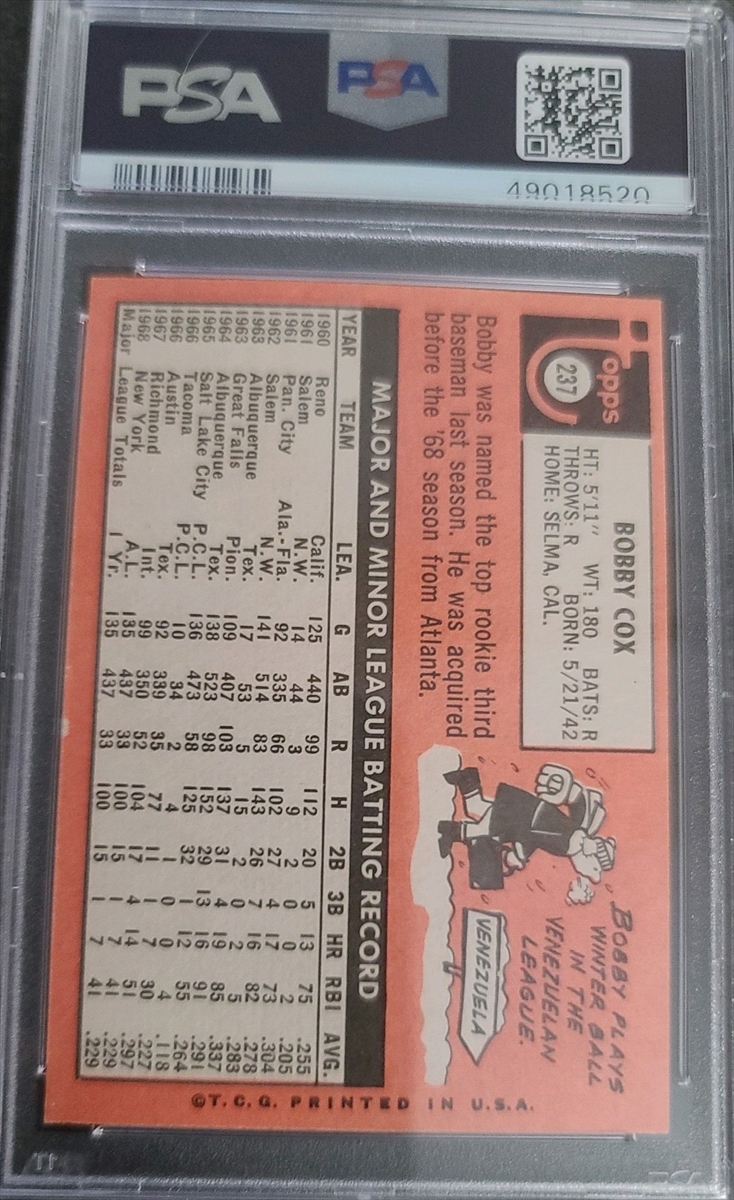 PSA
PSA
49018520
Topps
237
BOBBY COX
HT: 5'11" WT: 180 BATS: R
THROWS: R BORN: 5/21/42
HOME: SELMA, CAL.
Bobby was named the top rookie third
baseman last season. He was acquired
before the '68 season from Atlanta.
BOBBY PLAYS
WINTER BALL
IN THE
VENEZUELAN
LEAGUE.
VENEZUELA
MAJOR AND MINOR LEAGUE BATTING RECORD
YEAR TEAM LEA. G AB R H 2B 3B HR RBI AVG.
1960 Reno Calif. 125 440 99 112 20 5 13 75 .255
1961 Salem N.W. 14 44 3 9 2 0 0 2 .205
1961 Pan. City Ala.-Fla. 92 335 66 102 27 4 17 73 .304
1962 Salem N.W. 141 514 83 143 26 7 16 82 .278
1963 Albuquerque Tex. 17 53 5 15 2 0 2 5 .283
1963 Great Falls Pion. 109 407 103 137 31 4 19 85 .337
1964 Albuquerque Tex. 138 523 98 152 29 13 16 91 .291
1965 Salt Lake City P.C.L. 136 473 58 125 32 1 12 55 .264
1966 Tacoma P.C.L. 10 34 2 4 1 0 0 4 .118
1966 Austin Tex. 92 339 35 77 11 1 7 30 .227
1967 Richmond Int. 99 350 52 104 17 4 14 51 .297
1968 New York A.L. 135 437 33 100 15 1 7 41 .229
Major League Totals 1 Yr. 135 437 33 100 15 1 7 41 .229
©T.C.G. PRINTED IN U.S.A.